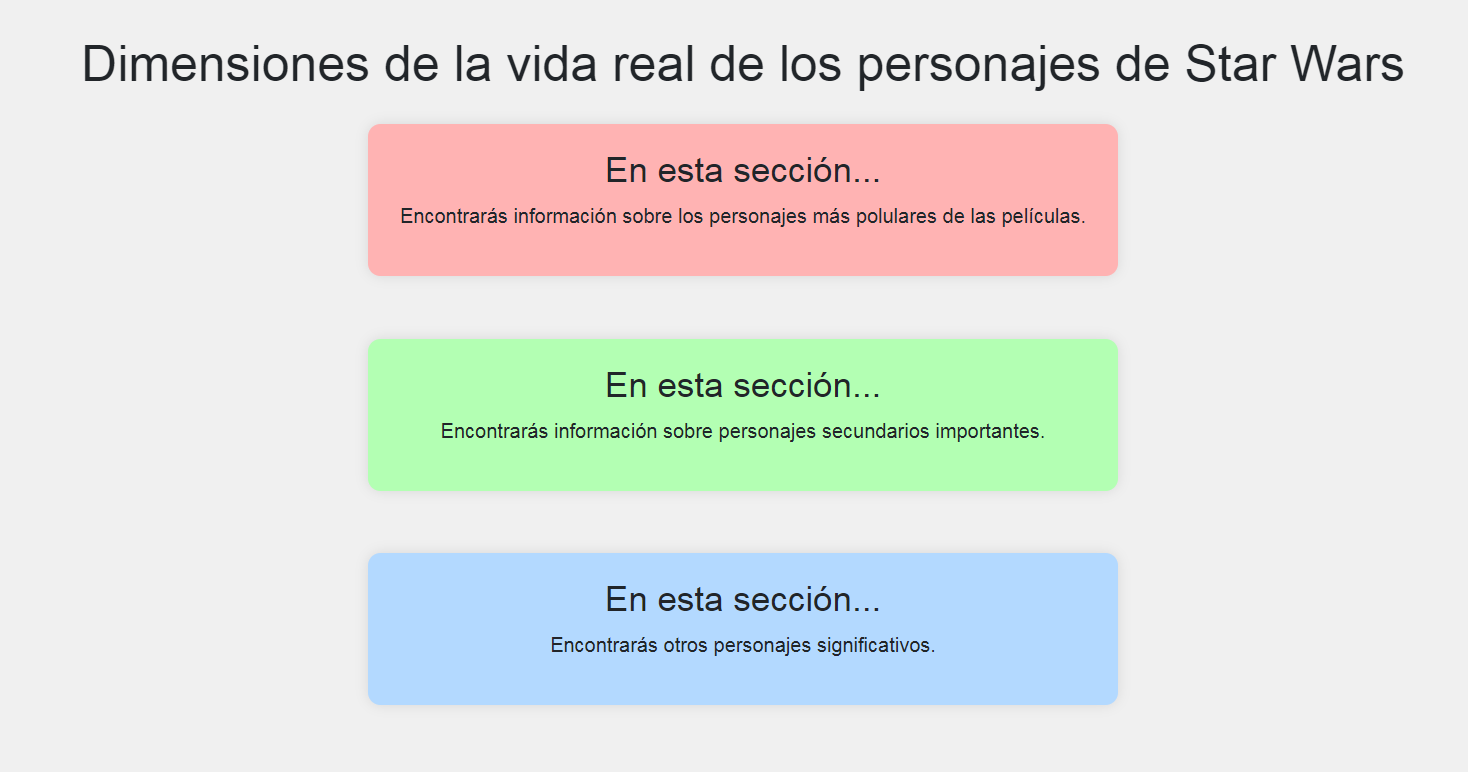 Dimensiones de la vida real de los personajes de Star Wars
En esta sección...
Encontrarás información sobre los personajes más polulares de las películas.
En esta sección...
Encontrarás información sobre personajes secundarios importantes.
En esta sección...
Encontrarás otros personajes significativos.